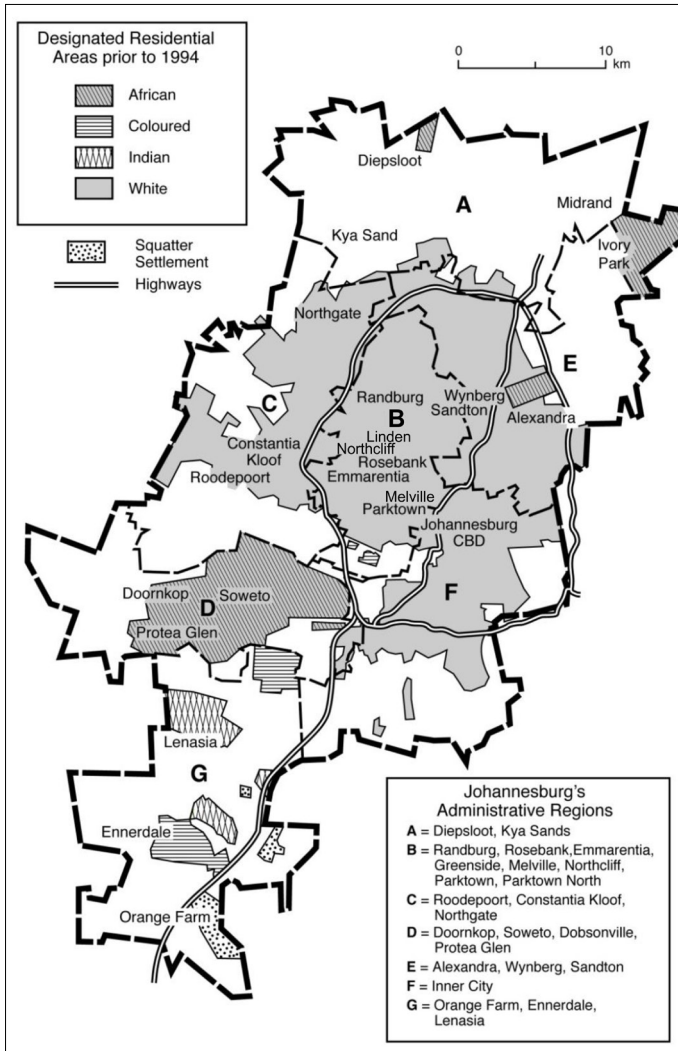 Designated Residential
Areas prior to 1994
African
Coloured
Indian
White
Squatter
Settlement
Highways
0 10
km
Diepsloot
A
Midrand
Kya Sand
Ivory
Park
Northgate
E
C
Randburg
Wynberg
Sandton
B
Alexandra
Linden
Constantia
Kloof
Northcliff
Rosebank
Roodepoort
Emmarentia
Melville
Parktown
Johannesburg
CBD
Doornkop
Soweto
F
D
Protea Glen
Lenasia
G
Ennerdale
Orange Farm
Johannesburg's
Administrative Regions
A = Diepsloot, Kya Sands
B = Randburg, Rosebank,Emmarentia,
Greenside, Melville, Northcliff,
Parktown, Parktown North
C = Roodepoort, Constantia Kloof,
Northgate
D = Doornkop, Soweto, Dobsonville,
Protea Glen
E = Alexandra, Wynberg, Sandton
F = Inner City
G = Orange Farm, Ennerdale,
Lenasia